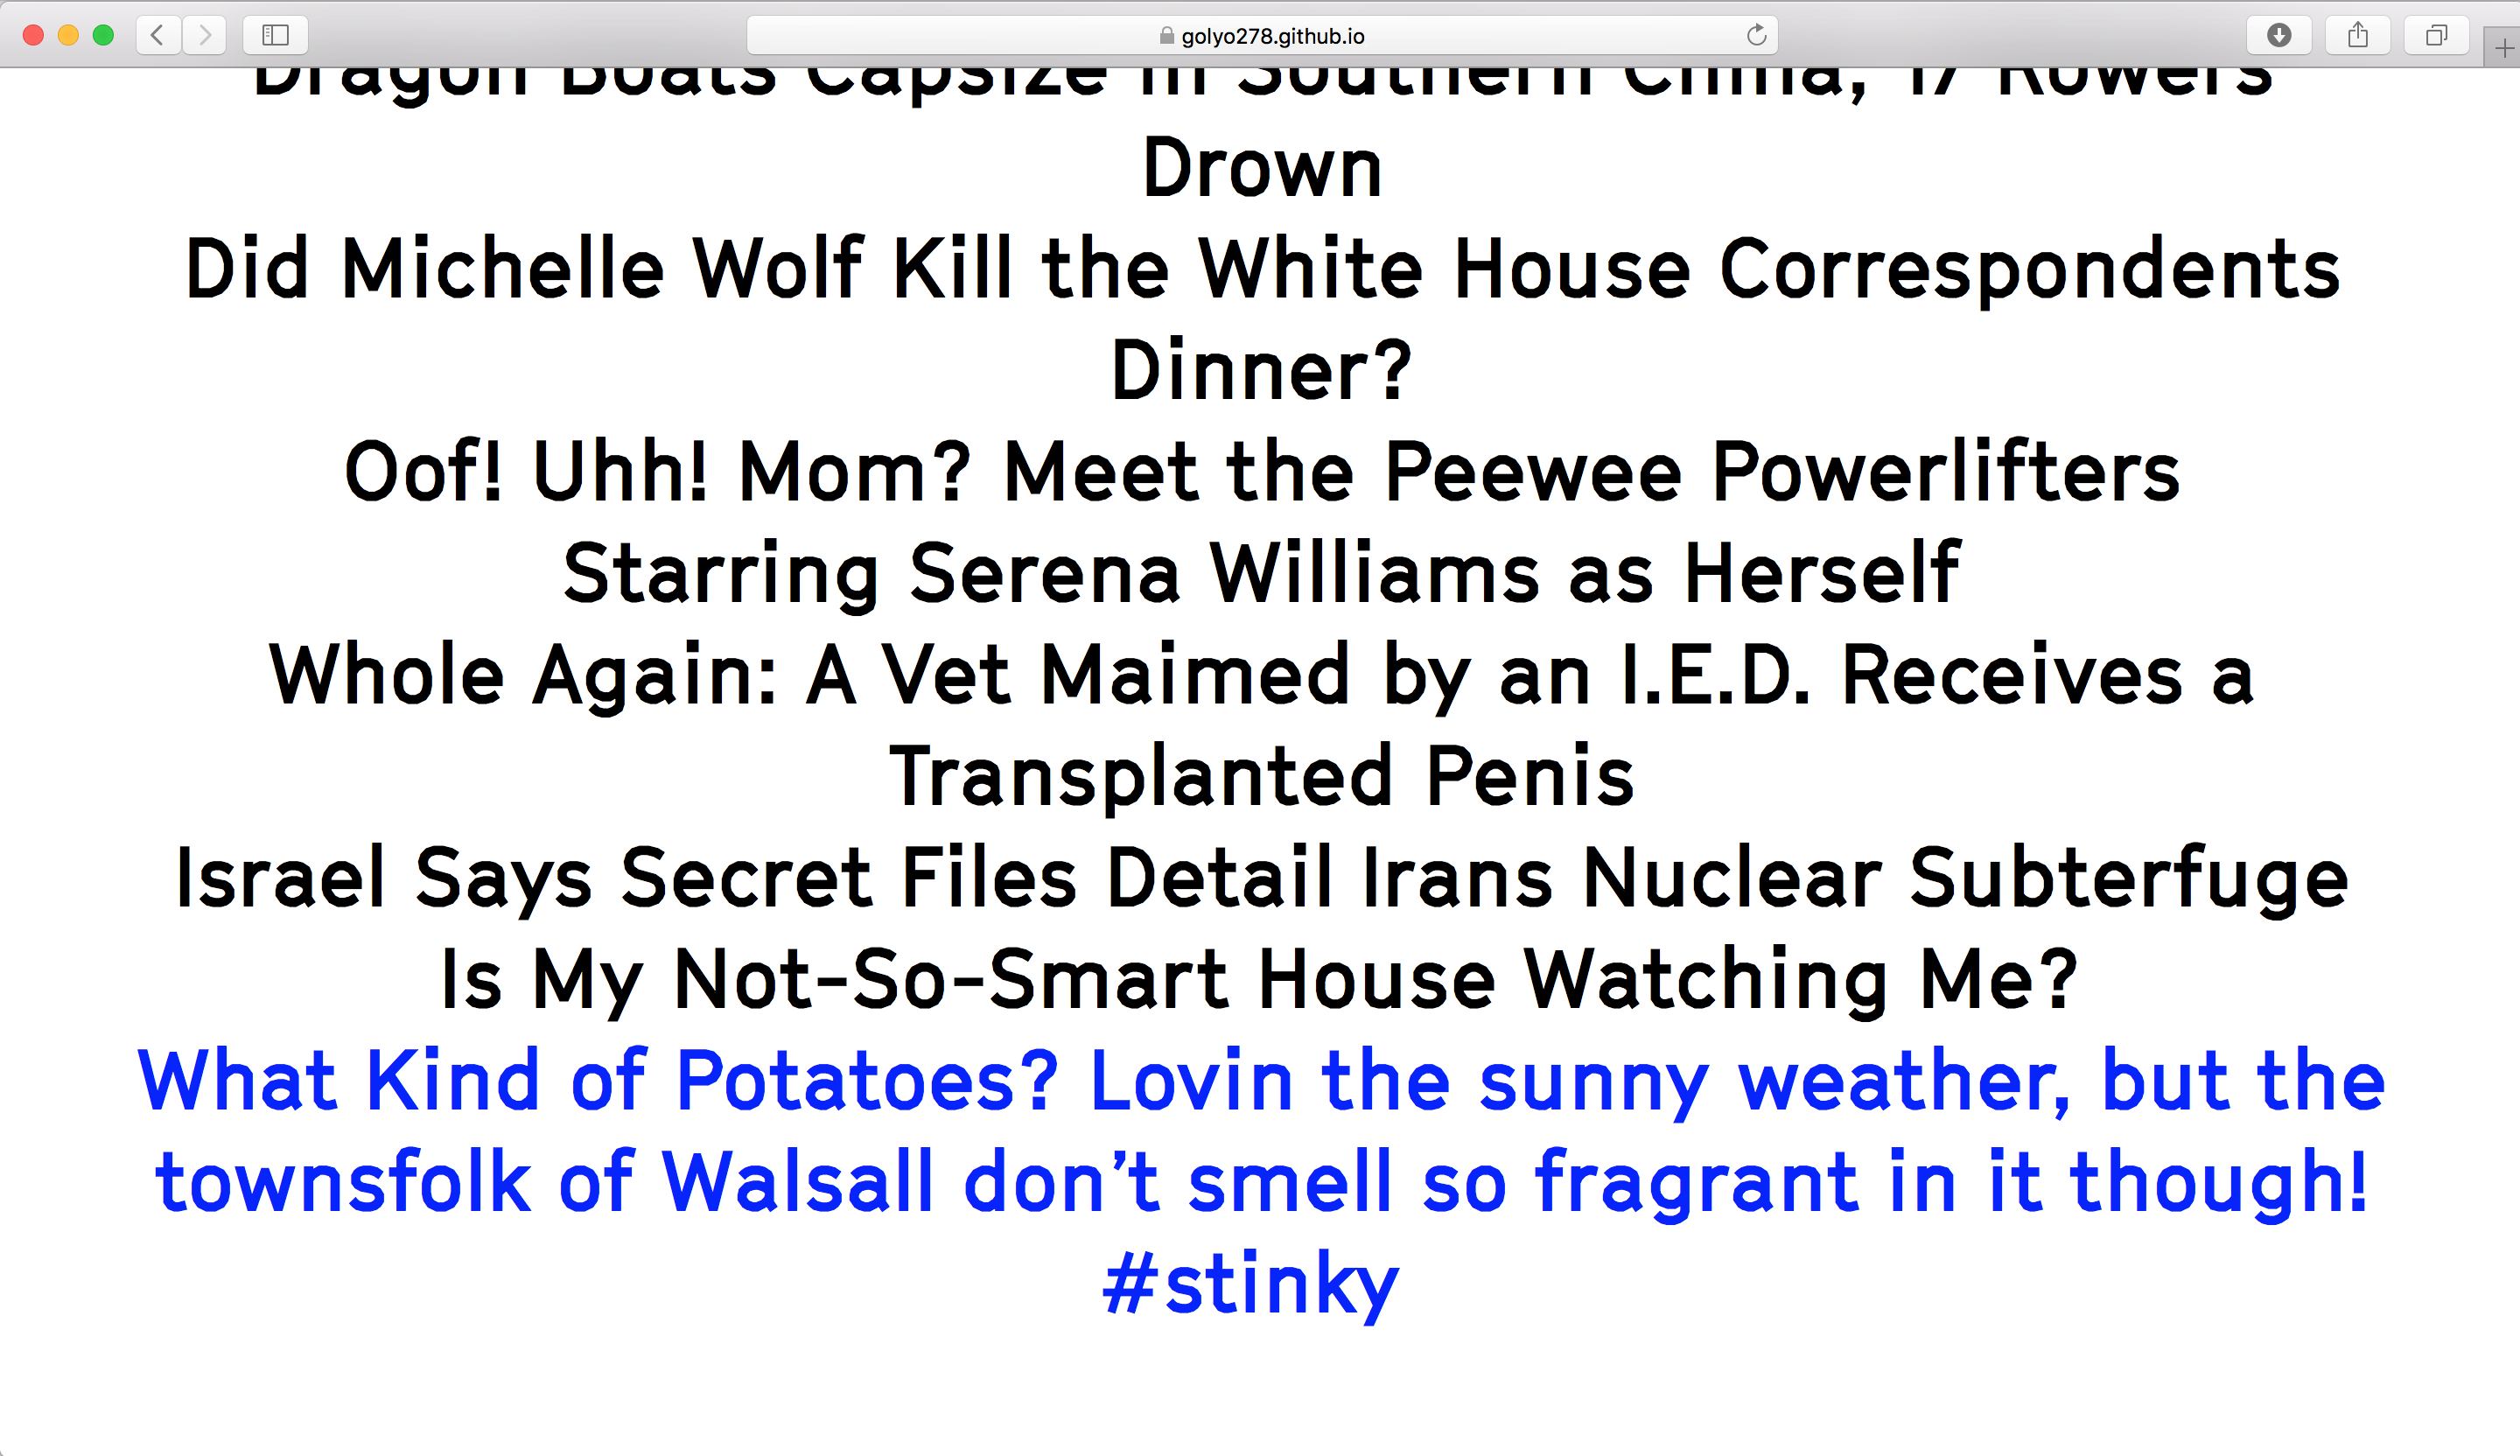 golyo278.github.io
Dragon Boats Capsize in Southern China, 17 Rowers
Drown
Did Michelle Wolf Kill the White House Correspondents
Dinner?
Oof! Uhh! Mom? Meet the Peewee Powerlifters
Starring Serena Williams as Herself
Whole Again: A Vet Maimed by an I.E.D. Receives a
Transplanted Penis
Israel Says Secret Files Detail Irans Nuclear Subterfuge
Is My Not-So-Smart House Watching Me?
What Kind of Potatoes? Lovin the sunny weather, but the
townsfolk of Walsall don’t smell so fragrant in it though!
#stinky